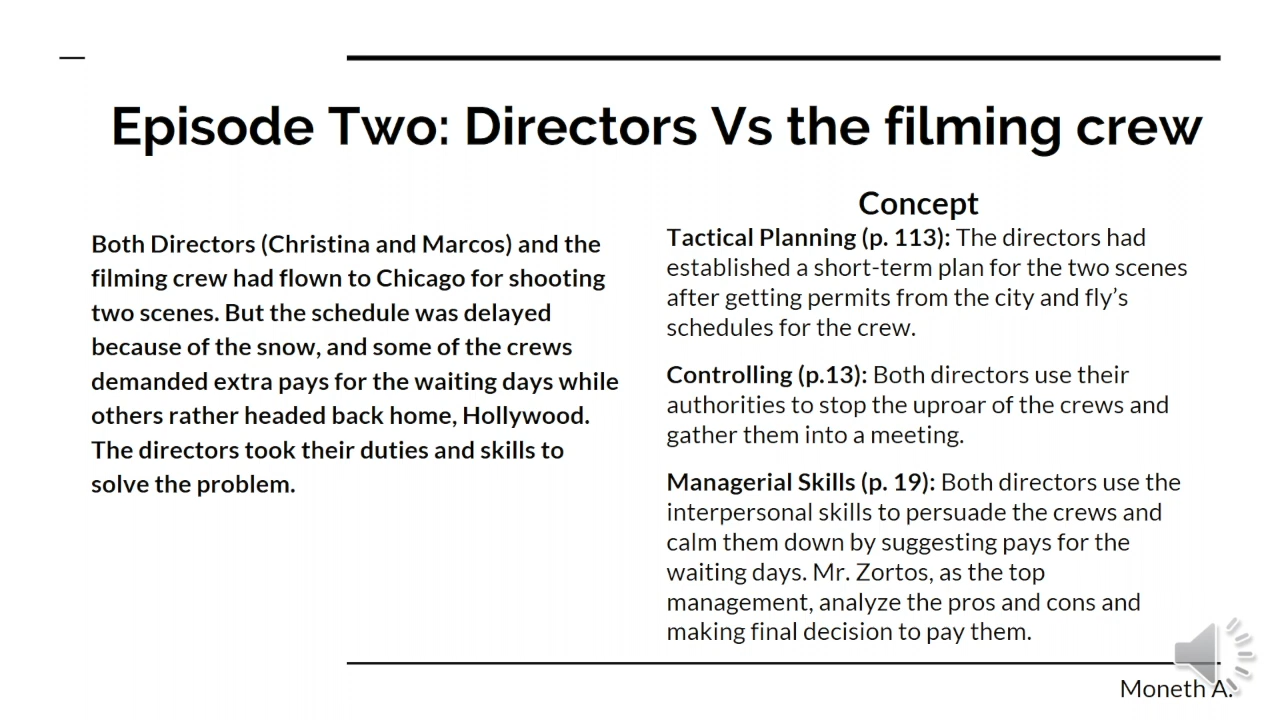 Episode Two: Directors Vs the filming crew
Both Directors (Christina and Marcos) and the
filming crew had flown to Chicago for shooting
two scenes. But the schedule was delayed
because of the snow, and some of the crews
demanded extra pays for the waiting days while
others rather headed back home, Hollywood.
The directors took their duties and skills to
solve the problem.
Concept
Tactical Planning (p. 113): The directors had
established a short-term plan for the two scenes
after getting permits from the city and fly’s
schedules for the crew.
Controlling (p.13): Both directors use their
authorities to stop the uproar of the crews and
gather them into a meeting.
Managerial Skills (p. 19): Both directors use the
interpersonal skills to persuade the crews and
calm them down by suggesting pays for the
waiting days. Mr. Zortos, as the top
management, analyze the pros and cons and
making final decision to pay them.
Moneth A.